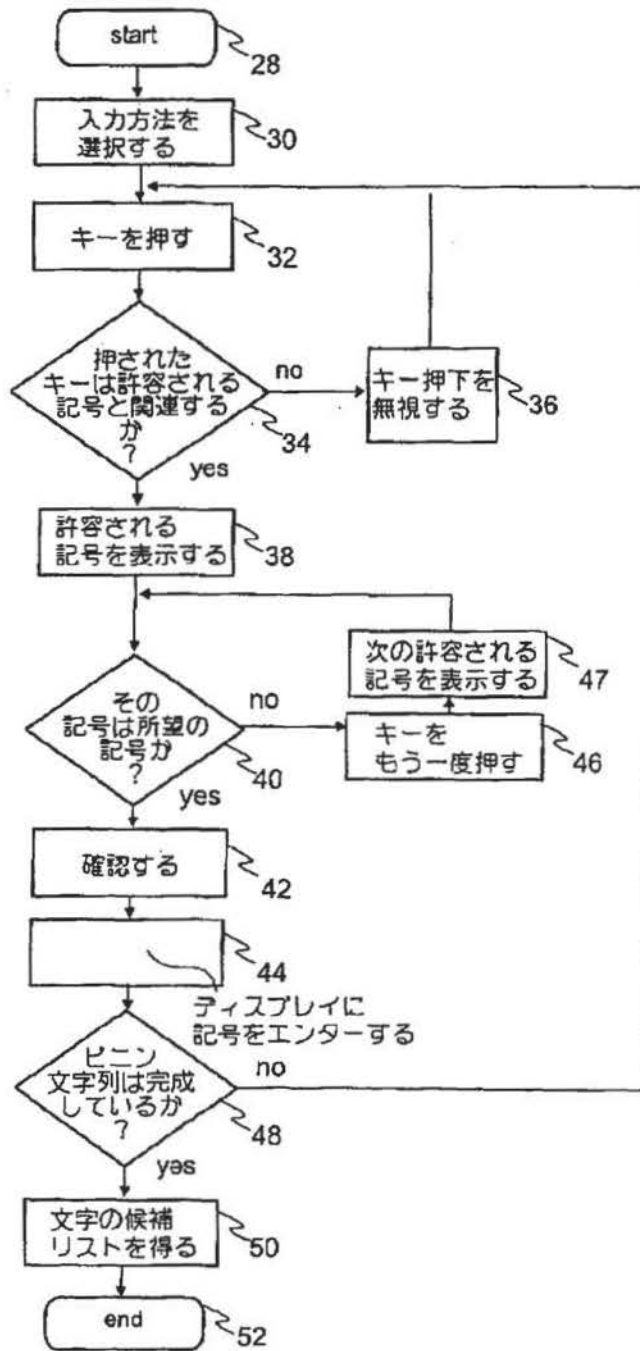 start
28
入力方法を
選択する
30
キーを押す
32
押された
キーは許容される
記号と関連する
か
?
34
no
キー押下を
無視する
36
yes
許容される
記号を表示する
38
次の許容される
記号を表示する
47
その
記号は所望の
記号か
?
40
no
キーを
もう一度押す
46
yes
確認する
42
44
ディスプレイに
記号をエンターする
ピニン
文字列は完成
しているか
?
48
no
yes
文字の候補
リストを得る
50
end
52